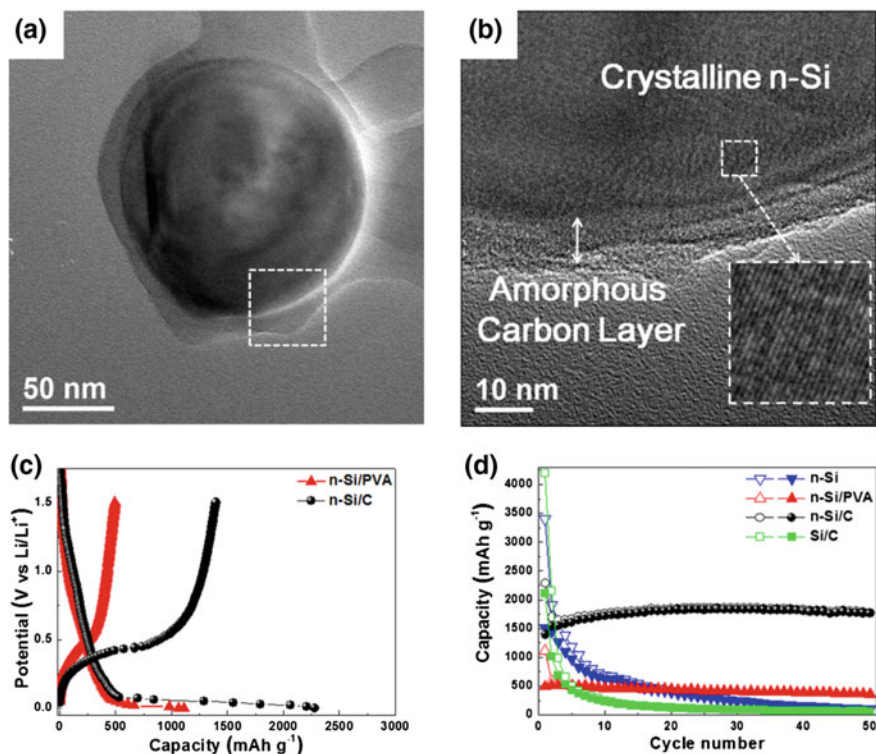 (a)
50 nm
(b)
Crystalline n-Si
Amorphous
Carbon Layer
10 nm
(c)
n-Si/PVA
n-Si/C
1.5
1.0
0.5
0.0
Potential (V vs Li/Li⁺)
0 500 1000 1500 2000 2500 3000
Capacity (mAh g⁻¹)
(d)
n-Si
n-Si/PVA
n-Si/C
Si/C
4000
3500
3000
2500
2000
1500
1000
500
0
Capacity (mAh g⁻¹)
0 10 20 30 40 50
Cycle number